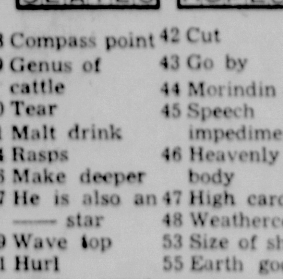 Compass point
Genus of
cattle
Tear
Malt drink
Rasps
Make deeper
He is also an
—— star
Wave top
Hurl
42 Cut
43 Go by
44 Morindin
45 Speech
impedime
46 Heavenly
body
47 High card
48 Weatherc
53 Size of sh
55 Earth go